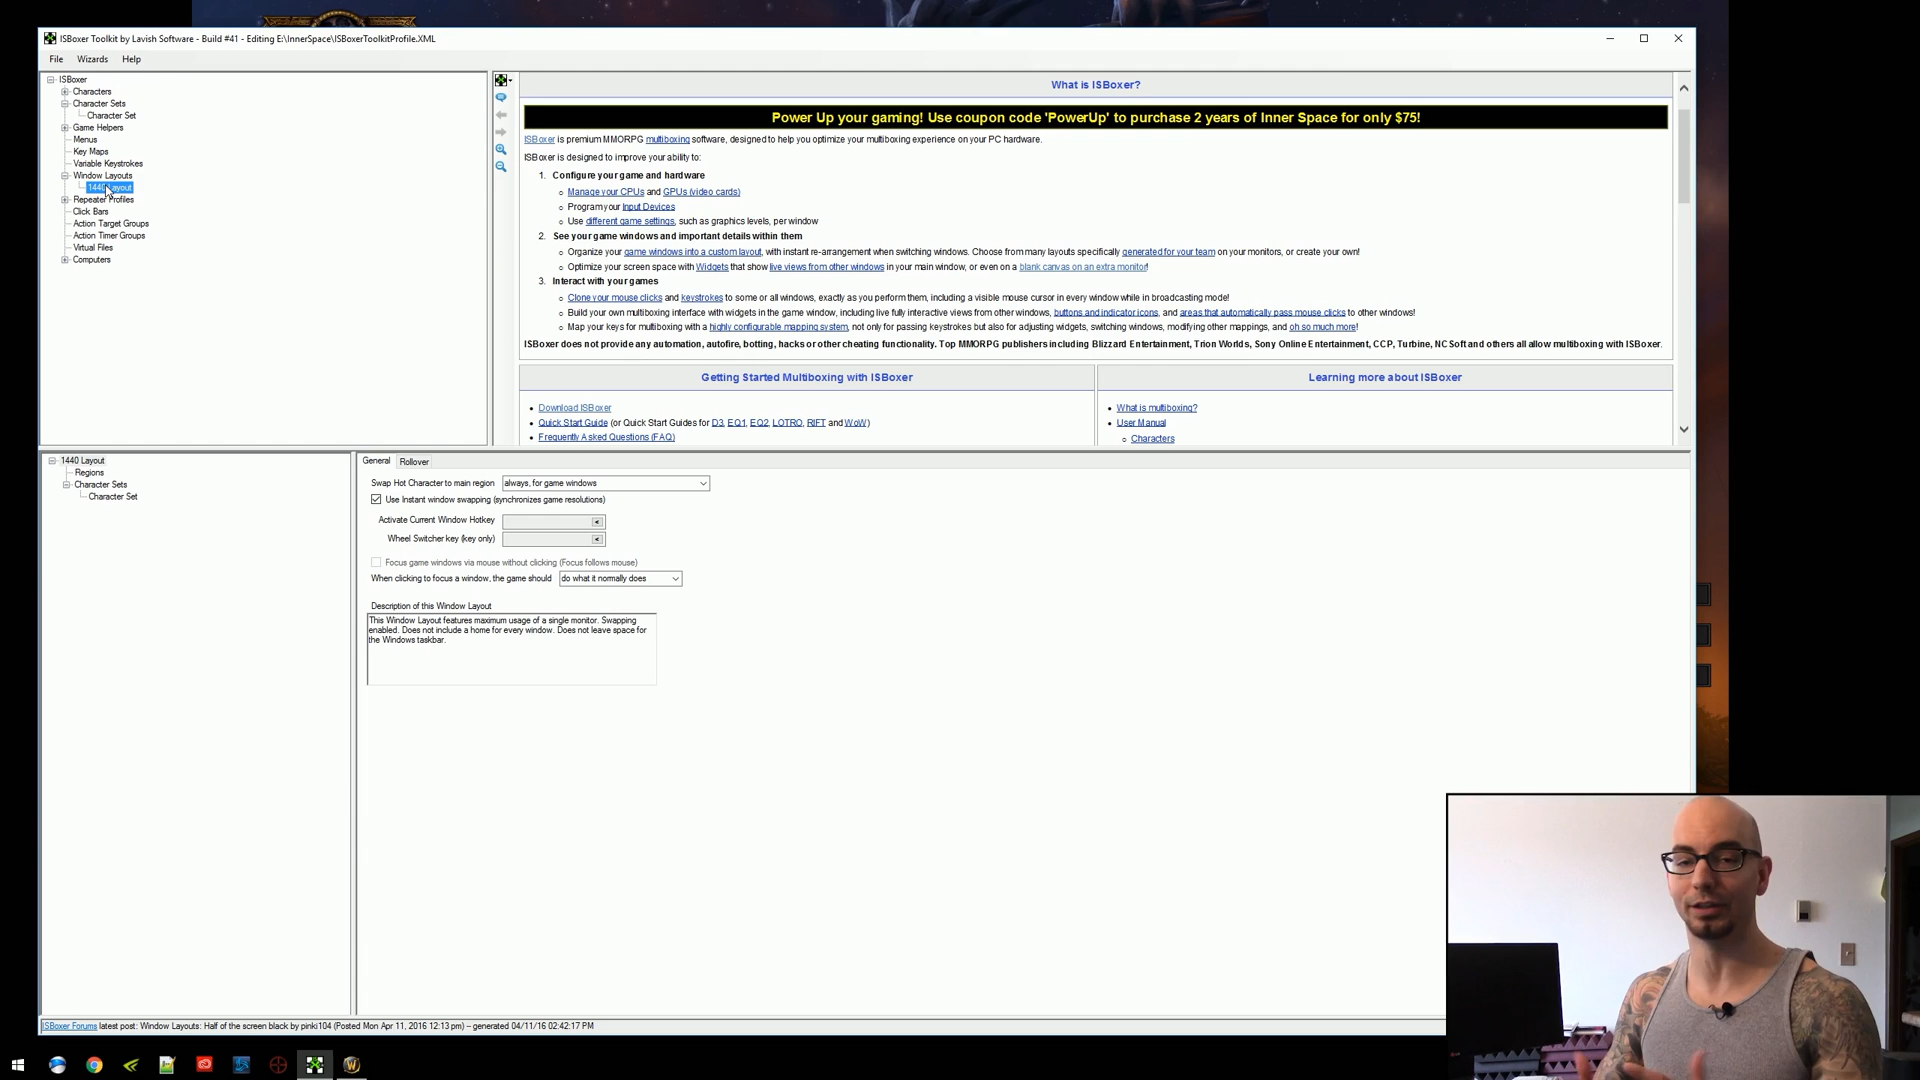 ISBoxer Toolkit by Lavish Software - Build #41 - Editing E:\InnerSpace\ISBoxerToolkitProfile.XML
File Wizards Help
ISBoxer
Characters
Character Sets
Character Set
Game Helpers
Menus
Key Maps
Variable Keystrokes
Window Layouts
1440 Layout
Repeater Profiles
Click Bars
Action Target Groups
Action Timer Groups
Virtual Files
Computers
What is ISBoxer?
Power Up your gaming! Use coupon code 'PowerUp' to purchase 2 years of Inner Space for only $75!
ISBoxer is premium MMORPG multiboxing software, designed to help you optimize your multiboxing experience on your PC hardware.
ISBoxer is designed to improve your ability to:
1. Configure your game and hardware
Manage your CPUs and GPUs (video cards)
Program your Input Devices
Use different game settings, such as graphics levels, per window
2. See your game windows and important details within them
Organize your game windows into a custom layout, with instant re-arrangement when switching windows. Choose from many layouts specifically generated for your team on your monitors, or create your own!
Optimize your screen space with Widgets that show live views from other windows in your main window, or even on a blank canvas on an extra monitor!
3. Interact with your games
Clone your mouse clicks and keystrokes to some or all windows, exactly as you perform them, including a visible mouse cursor in every window while in broadcasting mode!
Build your own multiboxing interface with widgets in the game window, including live fully interactive views from other windows, buttons and indicator icons, and areas that automatically pass mouse clicks to other windows!
Map your keys for multiboxing with a highly configurable mapping system, not only for passing keystrokes but also for adjusting widgets, switching windows, modifying other mappings, and oh so much more!
ISBoxer does not provide any automation, autofire, botting, hacks or other cheating functionality. Top MMORPG publishers including Blizzard Entertainment, Trion Worlds, Sony Online Entertainment, CCP, Turbine, NCSoft and others all allow multiboxing with ISBoxer.
Getting Started Multiboxing with ISBoxer
Download ISBoxer
Quick Start Guide (or Quick Start Guides for D3, EQ1, EQ2, LOTRO, RIFT and WoW)
Frequently Asked Questions (FAQ)
Learning more about ISBoxer
What is multiboxing?
User Manual
Characters
1440 Layout
Regions
Character Sets
Character Set
General Rollover
Swap Hot Character to main region always, for game windows
Use Instant window swapping (synchronizes game resolutions)
Activate Current Window Hotkey <
Wheel Switcher key (key only) <
Focus game windows via mouse without clicking (Focus follows mouse)
When clicking to focus a window, the game should do what it normally does
Description of this Window Layout
This Window Layout features maximum usage of a single monitor. Swapping
enabled. Does not include a home for every window. Does not leave space for
the Windows taskbar.
ISBoxer Forums latest post: Window Layouts: Half of the screen black by pinki104 (Posted Mon Apr 11, 2016 12:13 pm) -- generated 04/11/16 02:42:17 PM